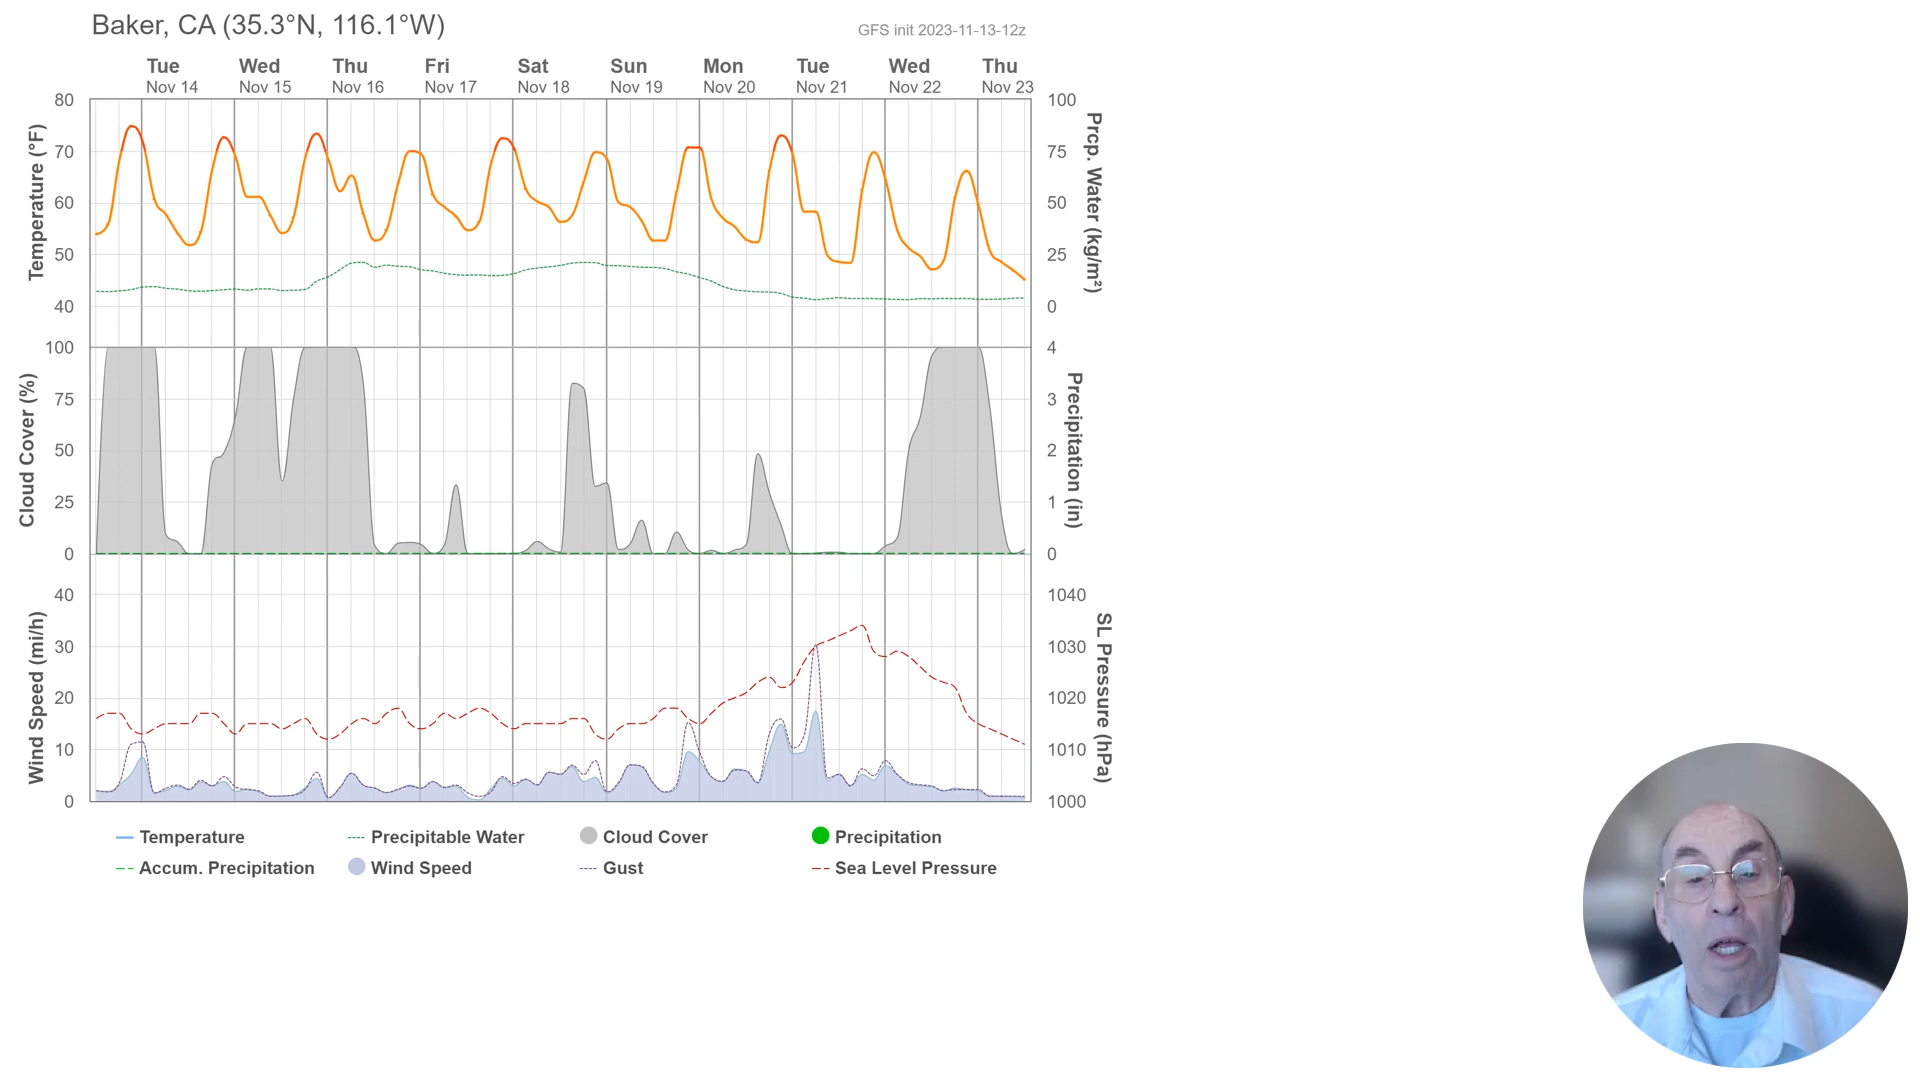 Baker, CA (35.3°N, 116.1°W)
GFS init 2023-11-13-12z
Tue Wed Thu Fri Sat Sun Mon Tue Wed Thu
Nov 14 Nov 15 Nov 16 Nov 17 Nov 18 Nov 19 Nov 20 Nov 21 Nov 22 Nov 23
Temperature (°F)
80
70
60
50
40
Prcp. Water (kg/m²)
100
75
50
25
0
Cloud Cover (%)
100
75
50
25
0
Precipitation (in)
4
3
2
1
0
Wind Speed (mi/h)
40
30
20
10
0
SL Pressure (hPa)
1040
1030
1020
1010
1000
Temperature Precipitable Water Cloud Cover Precipitation
Accum. Precipitation Wind Speed Gust Sea Level Pressure